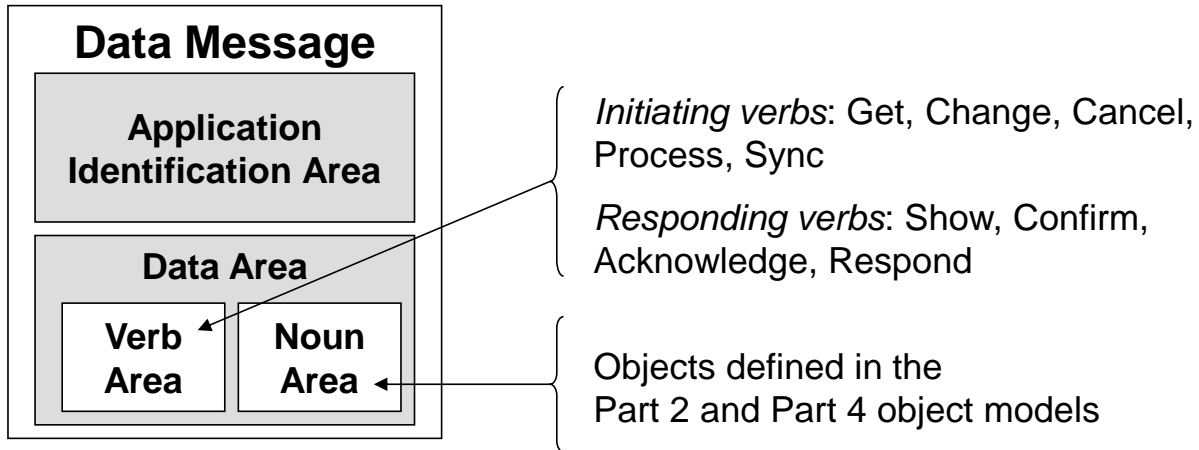 Data Message
Application
Identification Area
Data Area
Verb
Area
Noun
Area
Initiating verbs: Get, Change, Cancel,
Process, Sync
Responding verbs: Show, Confirm,
Acknowledge, Respond
Objects defined in the
Part 2 and Part 4 object models